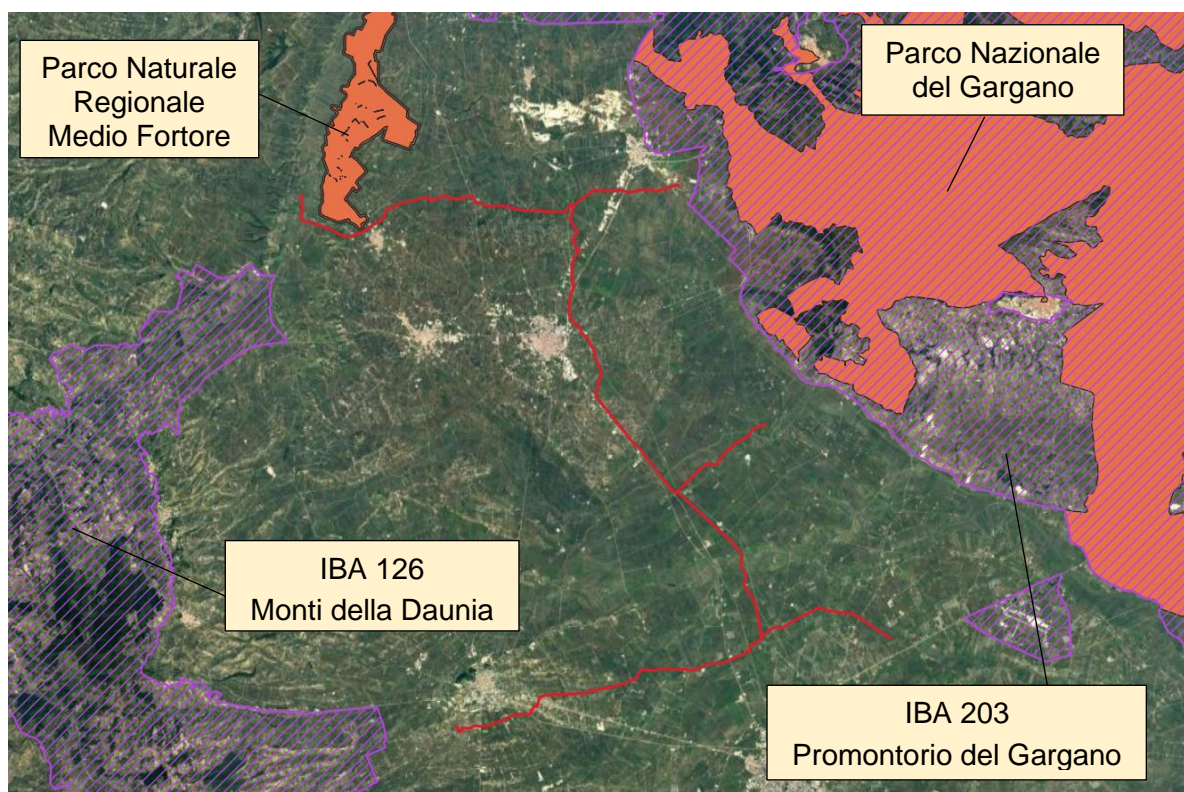 Parco Naturale
Regionale
Medio Fortore
Parco Nazionale
del Gargano
IBA 126
Monti della Daunia
IBA 203
Promontorio del Gargano